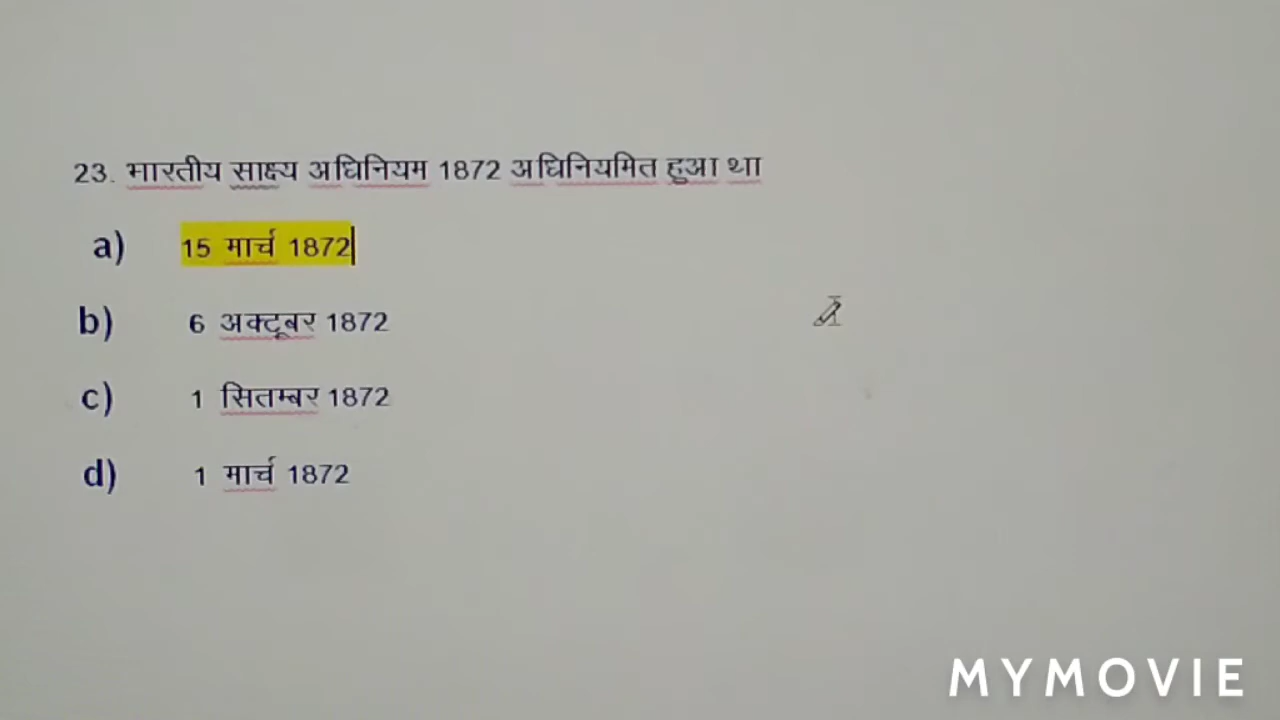 23. भारतीय साक्ष्य अधिनियम 1872 अधिनियमित हुआ था
a) 15 मार्च 1872
b) 6 अक्टूबर 1872
c) 1 सितम्बर 1872
d) 1 मार्च 1872
MYMOVIE